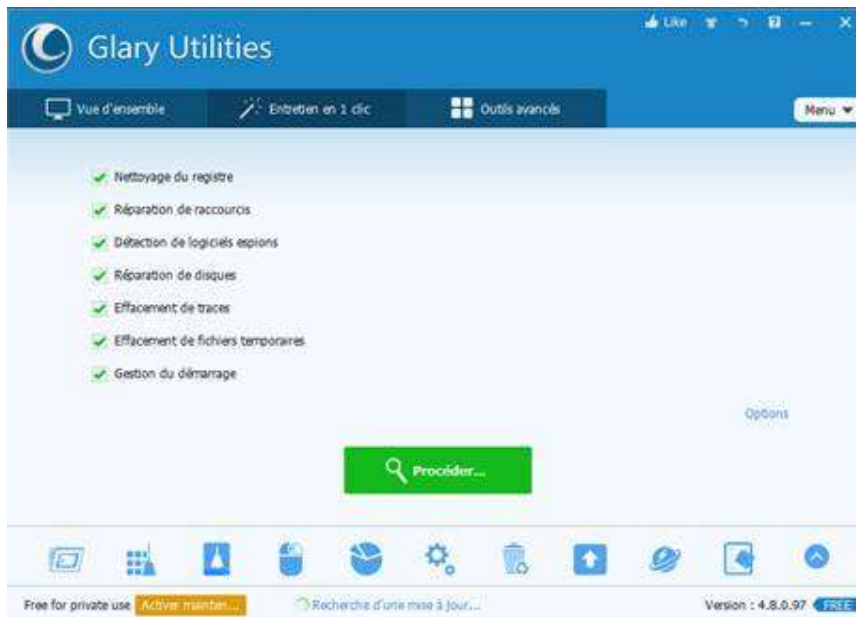 Like
Glary Utilities
Vue d'ensemble
Entretien en 1 clic
Outils avancés
Menu
Nettoyage du registre
Réparation de raccourcis
Détection de logiciels espions
Réparation de disques
Effacement de traces
Effacement de fichiers temporaires
Gestion du démarrage
Options
Procéder...
Free for private use
Activer mainten...
Recherche d'une mise à jour...
Version : 4.8.0.97
FREE